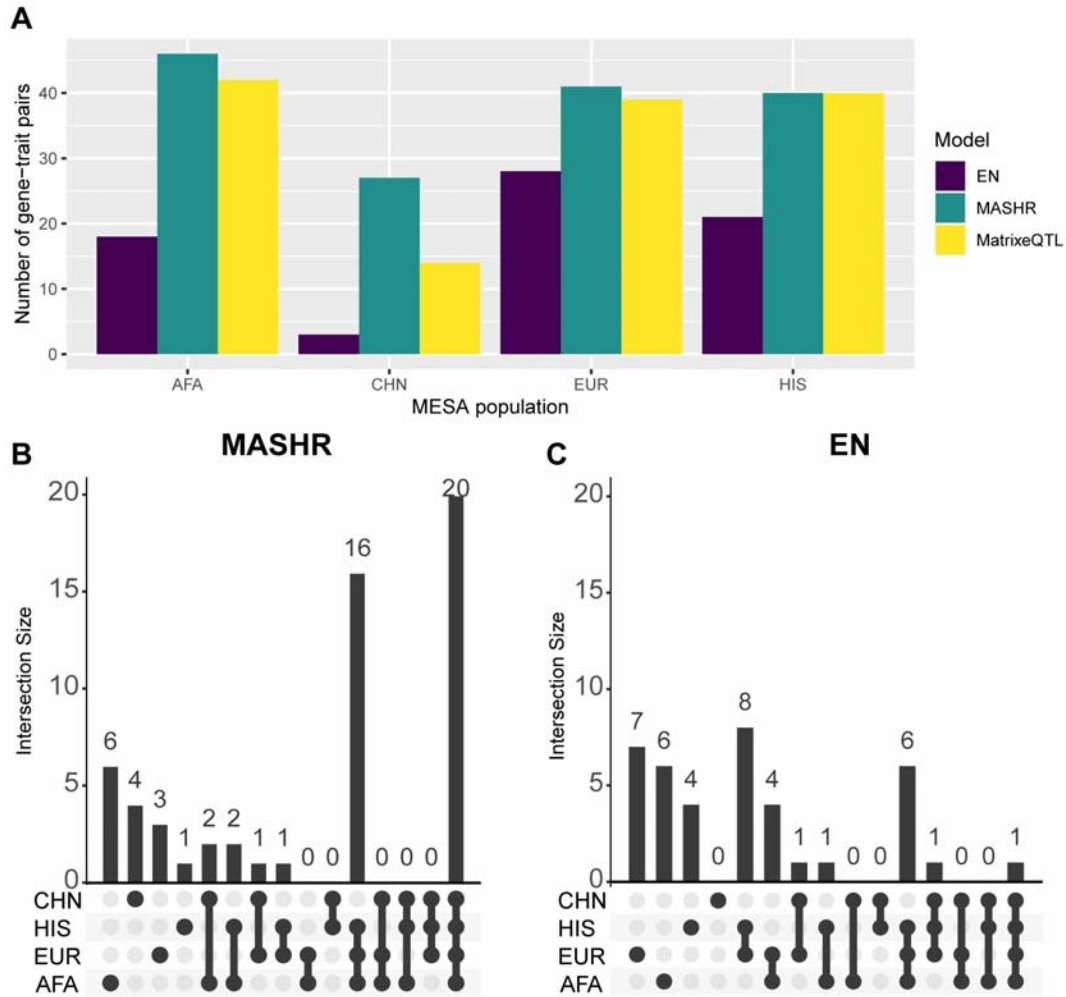 A
Number of gene-trait pairs
40
30
20
10
0
AFA CHN EUR HIS
MESA population
Model
EN
MASHR
MatrixeQTL
B MASHR
Intersection Size
20
15
10
5
0
6 4 3 1 2 2 1 1 0 0 16 0 0 0 20
CHN
HIS
EUR
AFA
C EN
Intersection Size
20
15
10
5
0
7 6 4 0 8 4 1 1 0 0 6 1 0 0 1
CHN
HIS
EUR
AFA